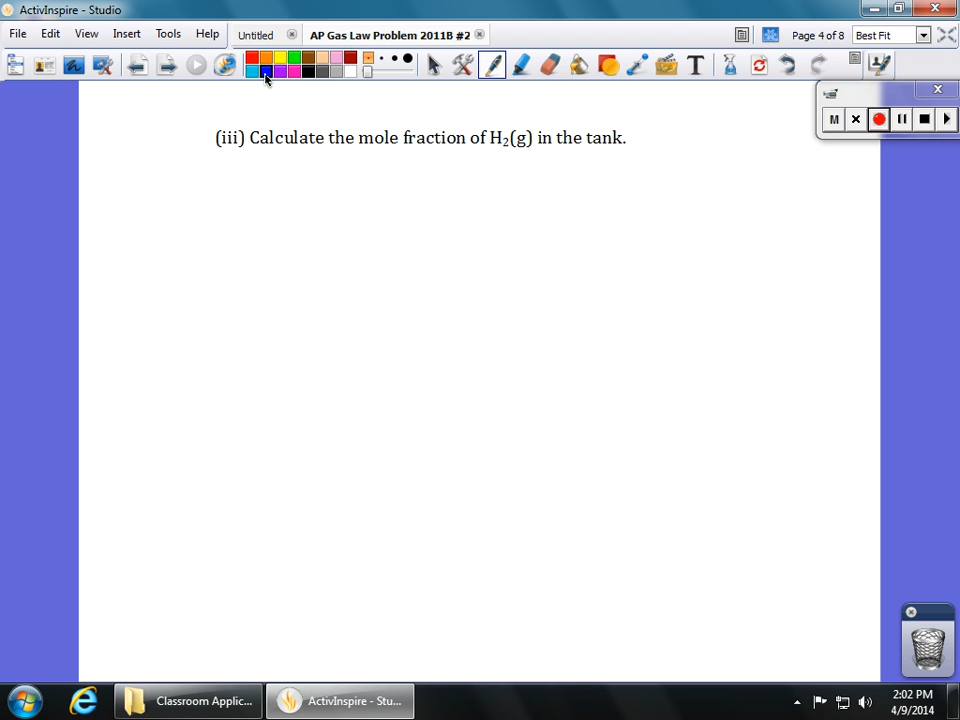 ActivInspire - Studio
File Edit View Insert Tools Help Untitled AP Gas Law Problem 2011B #2 Page 4 of 8 Best Fit
T
M
(iii) Calculate the mole fraction of H₂(g) in the tank.
Classroom Applic... ActivInspire - Stu...
2:02 PM
4/9/2014